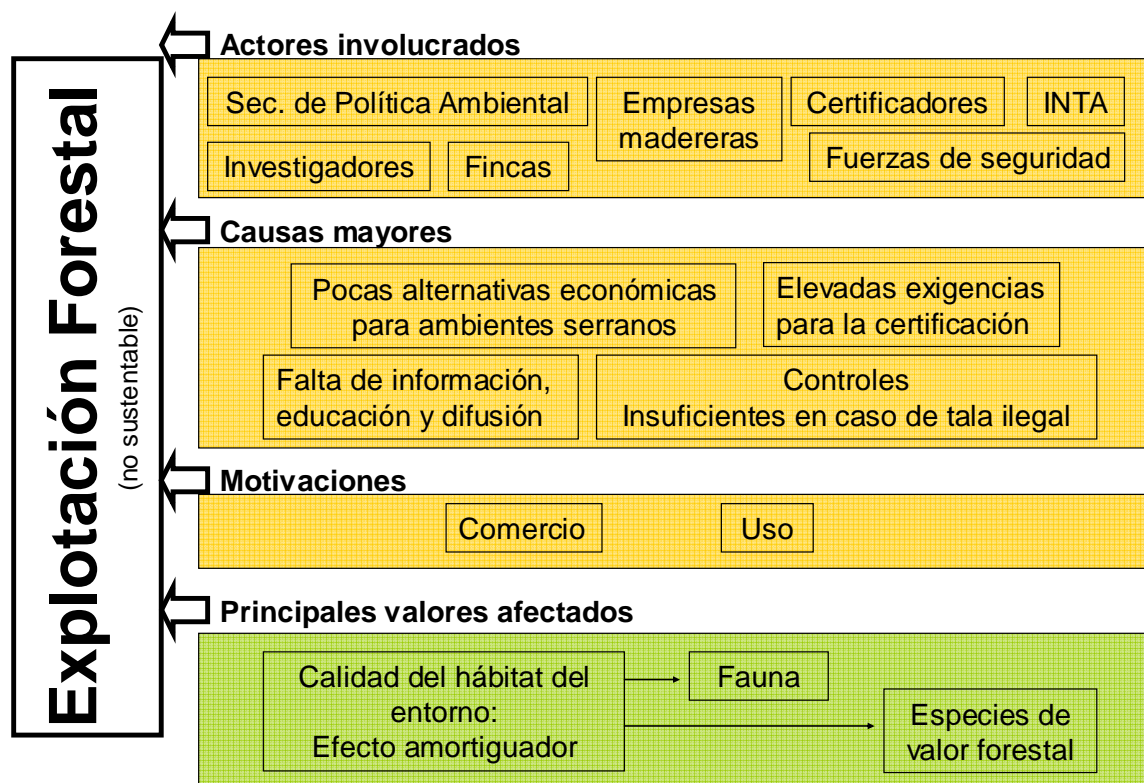 Explotación Forestal
(no sustentable)
Actores involucrados
Sec. de Política Ambiental
Empresas
madereras
Certificadores
INTA
Investigadores
Fincas
Fuerzas de seguridad
Causas mayores
Pocas alternativas económicas
para ambientes serranos
Elevadas exigencias
para la certificación
Falta de información,
educación y difusión
Controles
Insuficientes en caso de tala ilegal
Motivaciones
Comercio
Uso
Principales valores afectados
Calidad del hábitat del
entorno:
Efecto amortiguador
Fauna
Especies de
valor forestal